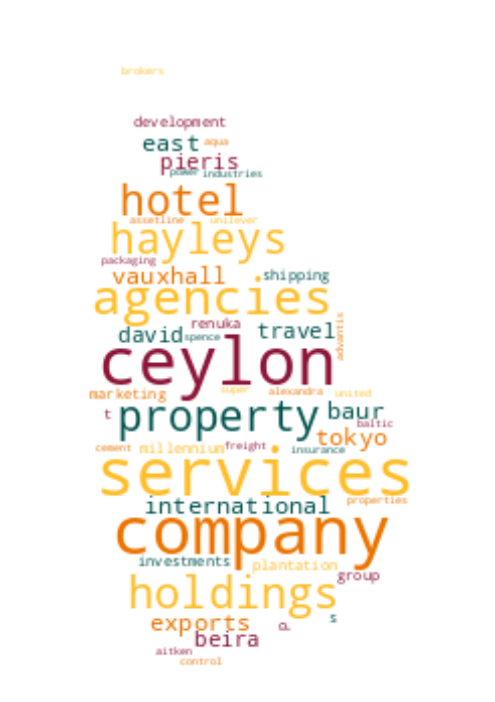 brokers
development
east aqua
pieris
power industries
hotel
assetline unilever
hayleys
packaging
vauxhall shipping
agencies
renuka advantis
david spence travel
ceylon
marketing super alexandra united
t property baur
baltic
tokyo
cement millennium freight insurance
services
international properties
company
investments plantation
group
holdings
exports a s
beira
aitken
control